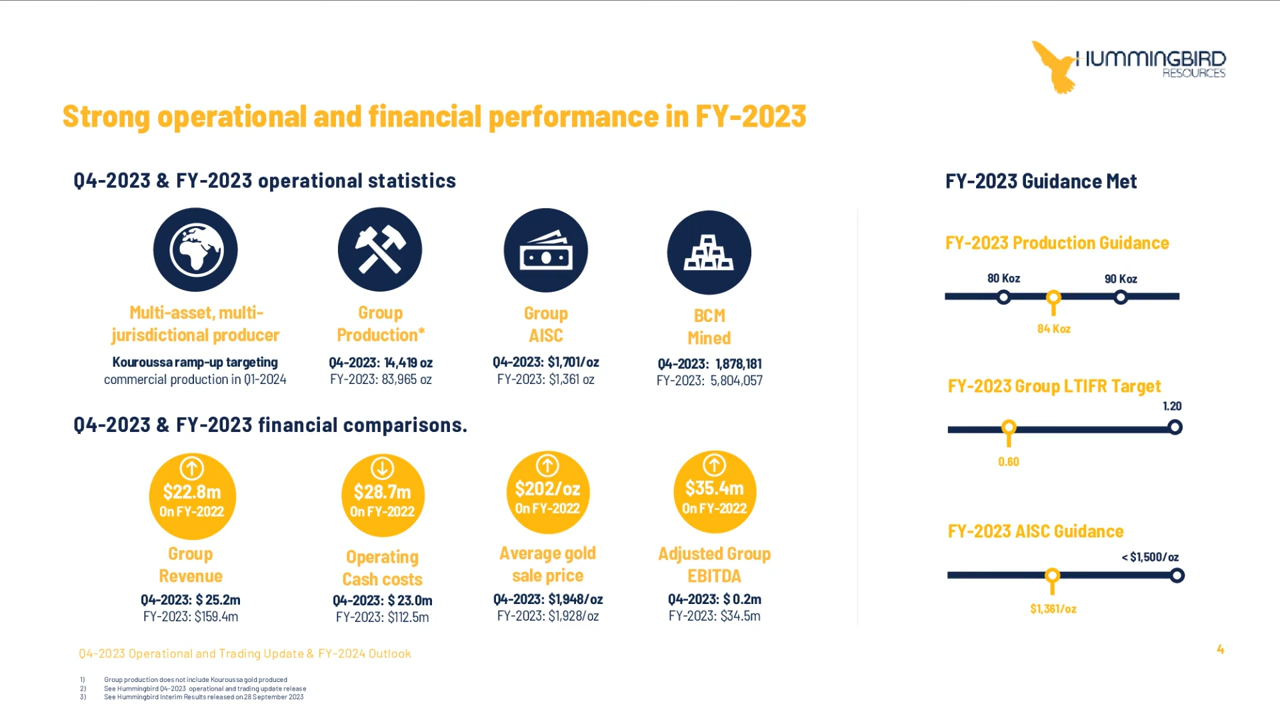 HUMMINGBIRD
RESOURCES
Strong operational and financial performance in FY-2023
Q4-2023 & FY-2023 operational statistics
Multi-asset, multi-
jurisdictional producer
Kouroussa ramp-up targeting
commercial production in Q1-2024
Group
Production*
Q4-2023: 14,419 oz
FY-2023: 83,965 oz
Group
AISC
Q4-2023: $1,701/oz
FY-2023: $1,361 oz
BCM
Mined
Q4-2023: 1,878,181
FY-2023: 5,804,057
Q4-2023 & FY-2023 financial comparisons.
$22.8m
On FY-2022
Group
Revenue
Q4-2023: $ 25.2m
FY-2023: $159.4m
$28.7m
On FY-2022
Operating
Cash costs
Q4-2023: $ 23.0m
FY-2023: $112.5m
$202/oz
On FY-2022
Average gold
sale price
Q4-2023: $1,948/oz
FY-2023: $1,928/oz
$35.4m
On FY-2022
Adjusted Group
EBITDA
Q4-2023: $ 0.2m
FY-2023: $34.5m
FY-2023 Guidance Met
FY-2023 Production Guidance
80 Koz
90 Koz
84 Koz
FY-2023 Group LTIFR Target
1.20
0.60
FY-2023 AISC Guidance
< $1,500/oz
$1,361/oz
Q4-2023 Operational and Trading Update & FY-2024 Outlook
4
1) Group production does not include Kouroussa gold produced
2) See Hummingbird Q4-2023 operational and trading update release
3) See Hummingbird Interim Results released on 28 September 2023